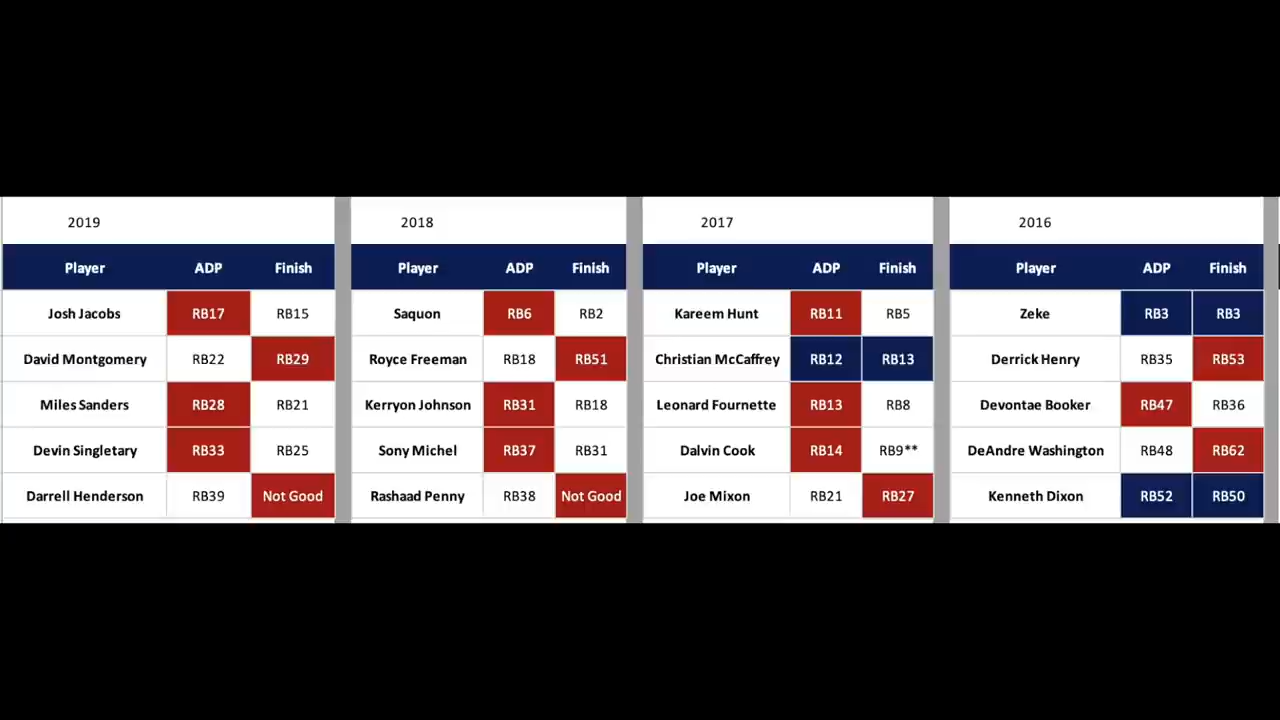 2019 2018 2017 2016
Player ADP Finish Player ADP Finish Player ADP Finish Player ADP Finish
Josh Jacobs RB17 RB15 Saquon RB6 RB2 Kareem Hunt RB11 RB5 Zeke RB3 RB3
David Montgomery RB22 RB29 Royce Freeman RB18 RB51 Christian McCaffrey RB12 RB13 Derrick Henry RB35 RB53
Miles Sanders RB28 RB21 Kerryon Johnson RB31 RB18 Leonard Fournette RB13 RB8 Devontae Booker RB47 RB36
Devin Singletary RB33 RB25 Sony Michel RB37 RB31 Dalvin Cook RB14 RB9** DeAndre Washington RB48 RB62
Darrell Henderson RB39 Not Good Rashaad Penny RB38 Not Good Joe Mixon RB21 RB27 Kenneth Dixon RB52 RB50